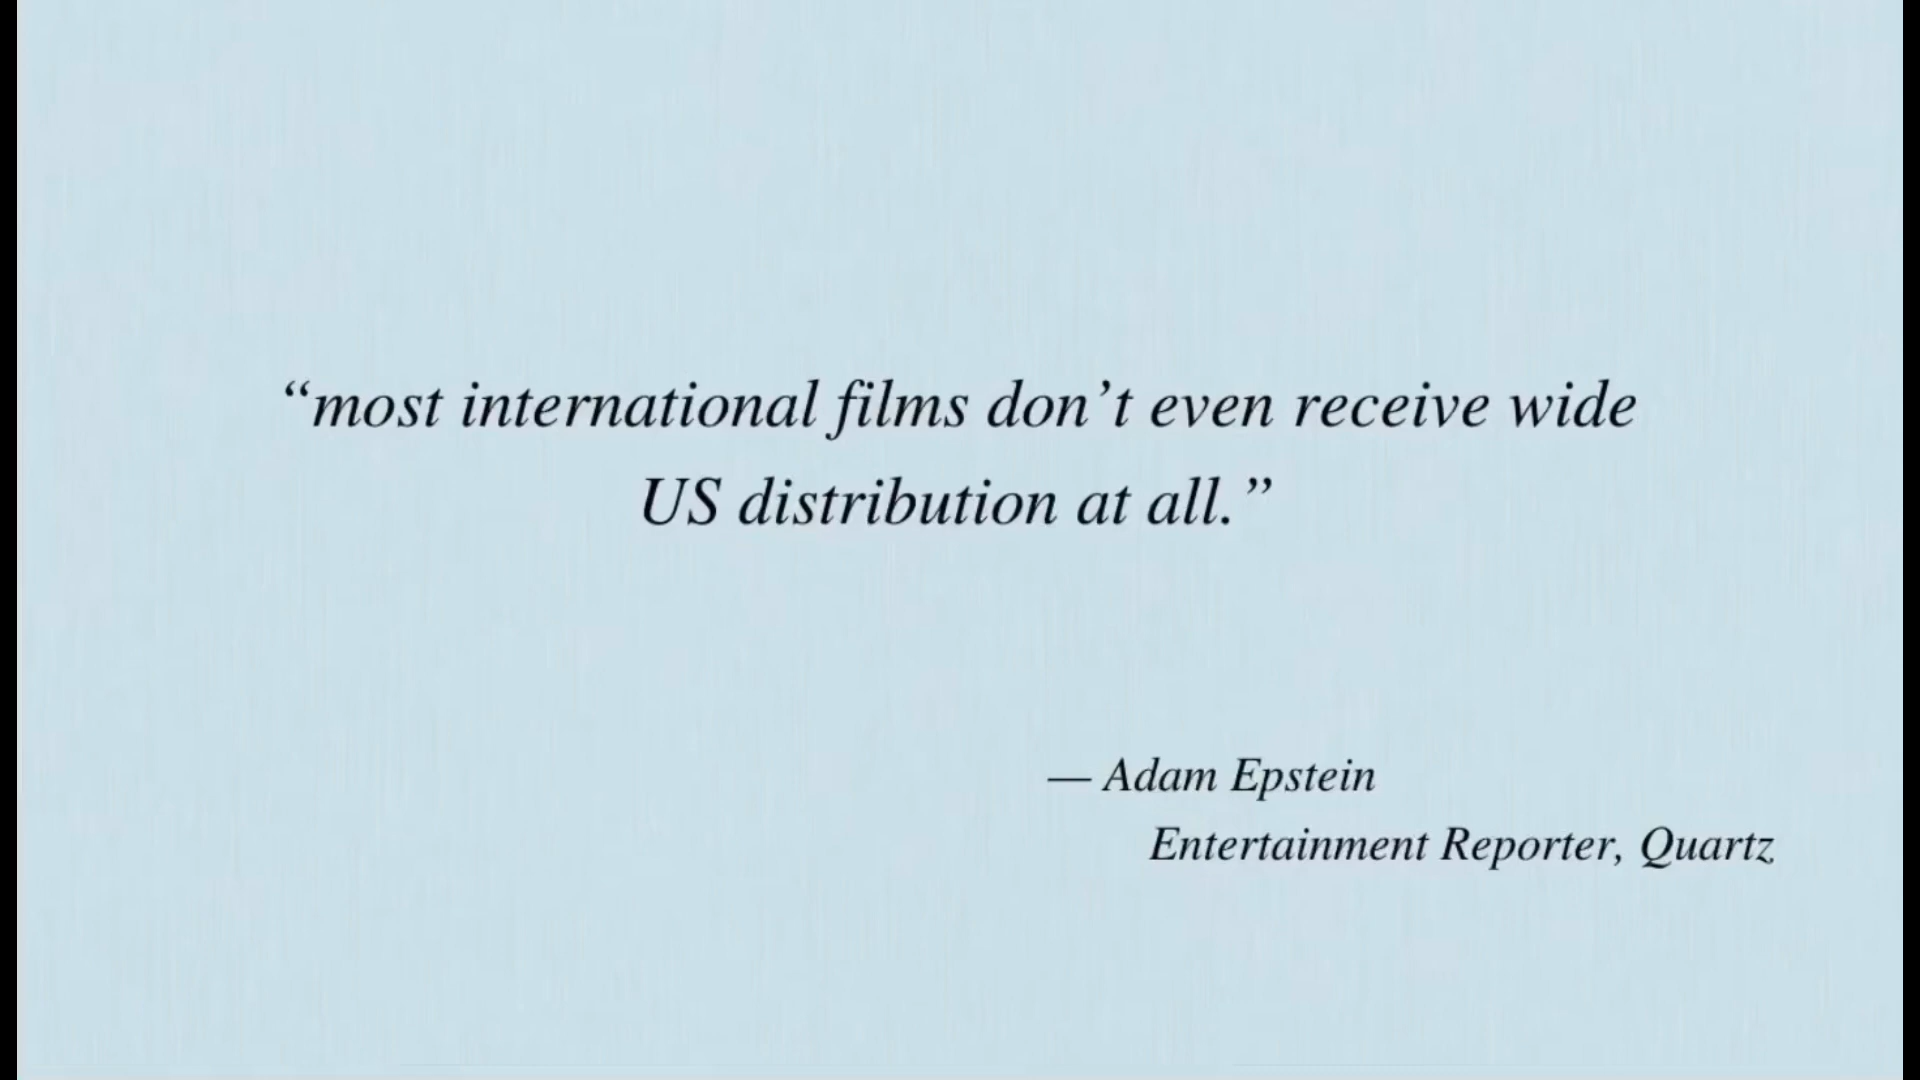 “most international films don’t even receive wide
US distribution at all.”
— Adam Epstein
Entertainment Reporter, Quartz